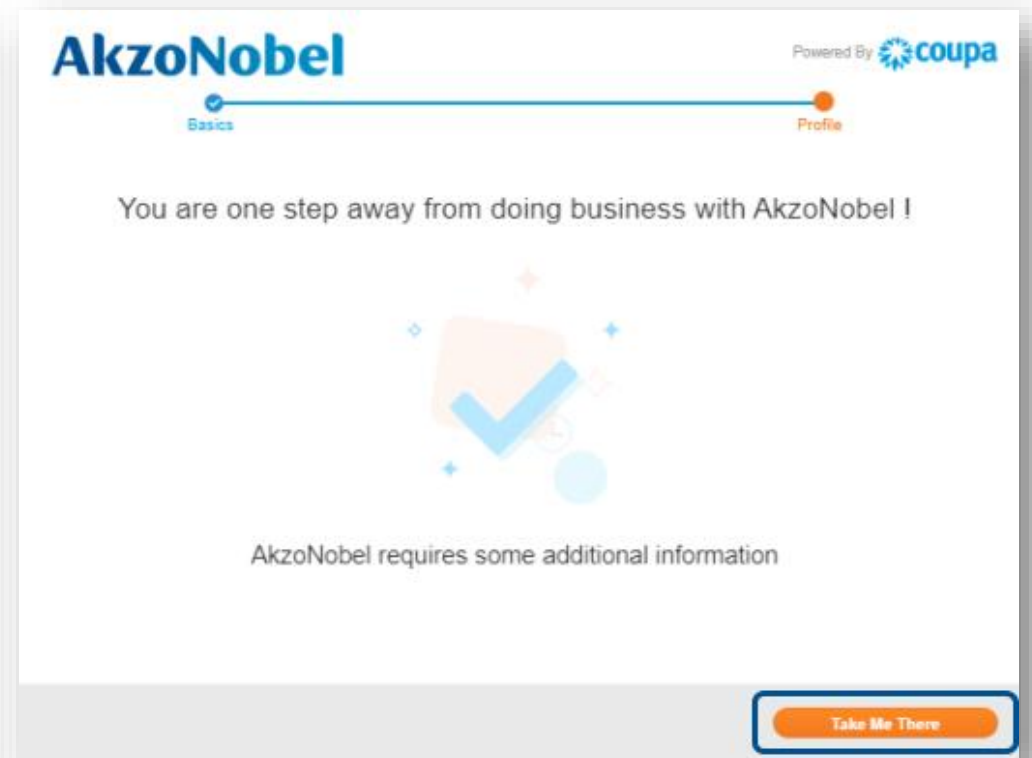 AkzoNobel
Powered By coupa
Basics
Profile
You are one step away from doing business with AkzoNobel !
AkzoNobel requires some additional information
Take Me There